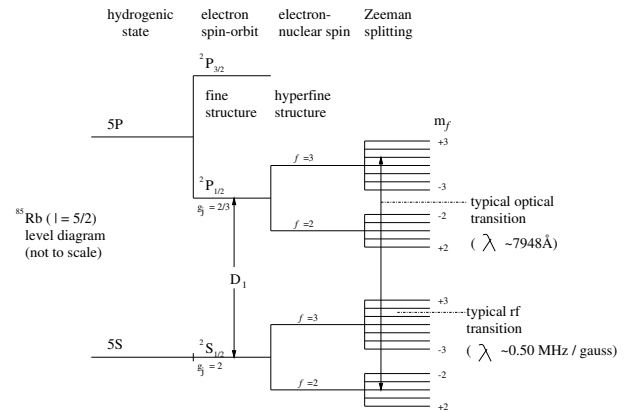 hydrogenic state
electron spin-orbit
electron-nuclear spin
Zeeman splitting
²P₃/₂
fine structure
hyperfine structure
5P
m_f
+3
f =3
-3
²P₁/₂
g_j = 2/3
f =2
-2
+2
typical optical transition
( λ ~7948Å)
⁸⁵Rb ( I = 5/2)
level diagram
(not to scale)
D₁
+3
f =3
-3
typical rf transition
( λ ~0.50 MHz / gauss)
5S
²S₁/₂
g_j = 2
f =2
-2
+2